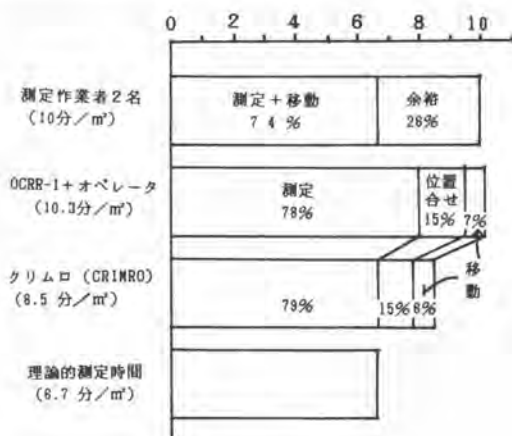 0 2 4 6 8 10
測定作業者2名
(10分/㎡)
測定+移動
74%
余裕
26%
OCRR-1+オペレータ
(10.3分/㎡)
測定
78%
位置
合せ
15%
7%
クリムロ (CRIMRO)
(8.5 分/㎡)
79%
15%
6%
移
動
理論的測定時間
(6.7 分/㎡)